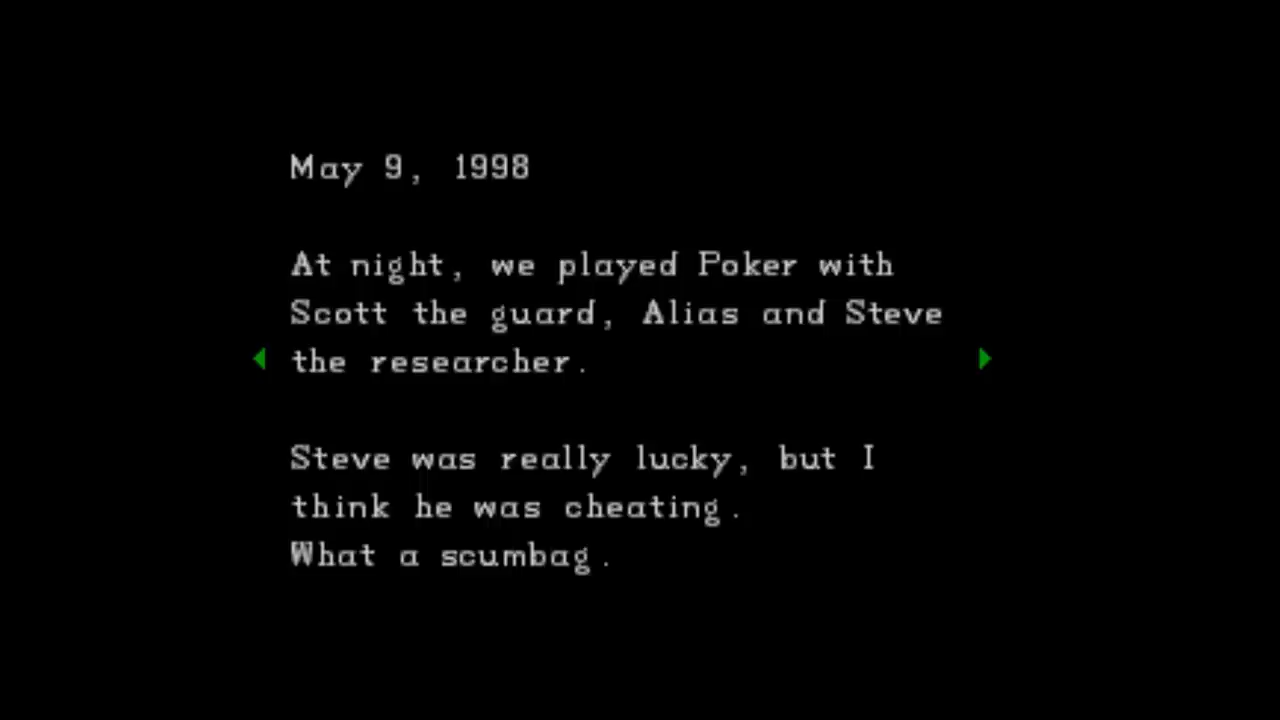 May 9, 1998
At night, we played Poker with
Scott the guard, Alias and Steve
the researcher.
Steve was really lucky, but I
think he was cheating.
What a scumbag.